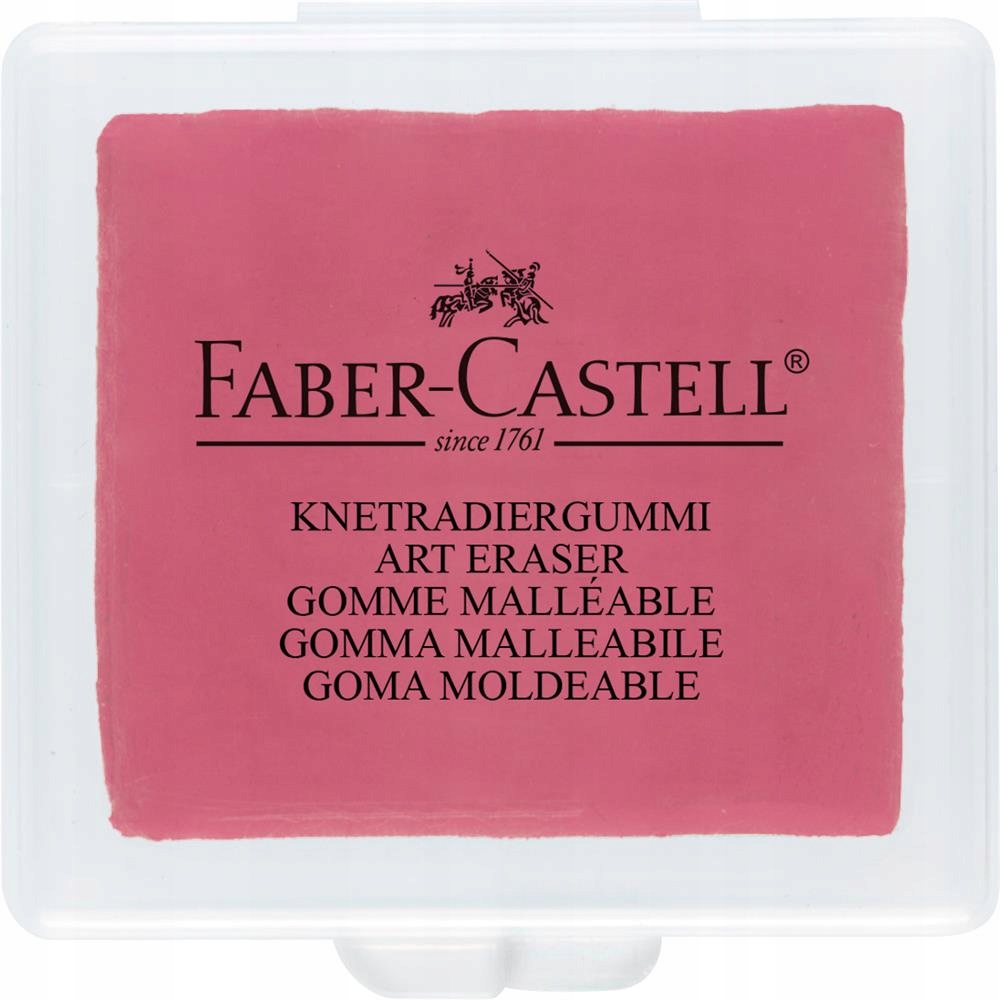 FABER-CASTELL®
since 1761
KNETRADIERGUMMI
ART ERASER
GOMME MALLÉABLE
GOMMA MALLEABILE
GOMA MOLDEABLE